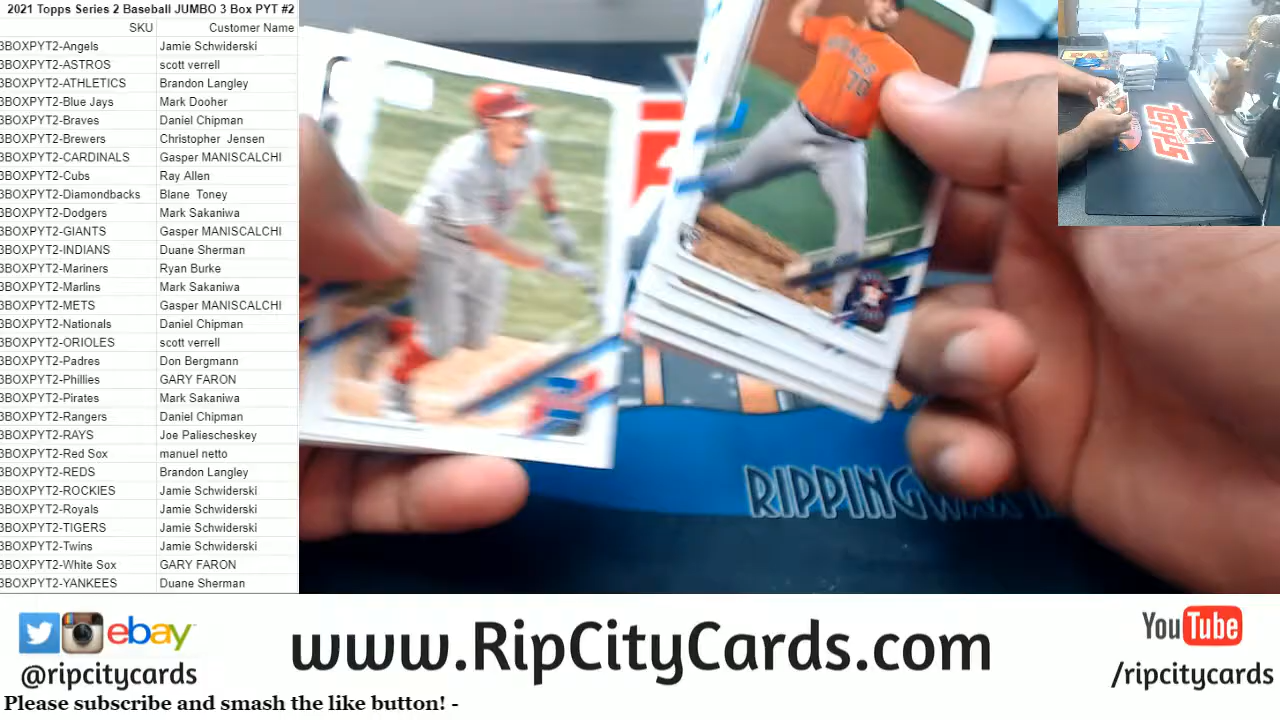 2021 Topps Series 2 Baseball JUMBO 3 Box PYT #2
SKU Customer Name
3BOXPYT2-Angels Jamie Schwiderski
3BOXPYT2-ASTROS scott verrell
3BOXPYT2-ATHLETICS Brandon Langley
3BOXPYT2-Blue Jays Mark Dooher
3BOXPYT2-Braves Daniel Chipman
3BOXPYT2-Brewers Christopher Jensen
3BOXPYT2-CARDINALS Gasper MANISCALCHI
3BOXPYT2-Cubs Ray Allen
3BOXPYT2-Diamondbacks Blane Toney
3BOXPYT2-Dodgers Mark Sakaniwa
3BOXPYT2-GIANTS Gasper MANISCALCHI
3BOXPYT2-INDIANS Duane Sherman
3BOXPYT2-Mariners Ryan Burke
3BOXPYT2-Marlins Mark Sakaniwa
3BOXPYT2-METS Gasper MANISCALCHI
3BOXPYT2-Nationals Daniel Chipman
3BOXPYT2-ORIOLES scott verrell
3BOXPYT2-Padres Don Bergmann
3BOXPYT2-Phillies GARY FARON
3BOXPYT2-Pirates Mark Sakaniwa
3BOXPYT2-Rangers Daniel Chipman
3BOXPYT2-RAYS Joe Paliescheskey
3BOXPYT2-Red Sox manuel netto
3BOXPYT2-REDS Brandon Langley
3BOXPYT2-ROCKIES Jamie Schwiderski
3BOXPYT2-Royals Jamie Schwiderski
3BOXPYT2-TIGERS Jamie Schwiderski
3BOXPYT2-Twins Jamie Schwiderski
3BOXPYT2-White Sox GARY FARON
3BOXPYT2-YANKEES Duane Sherman
70
topps
RIPPINGWAX
ebay
@ripcitycards
www.RipCityCards.com
YouTube
/ripcitycards
Please subscribe and smash the like button! -